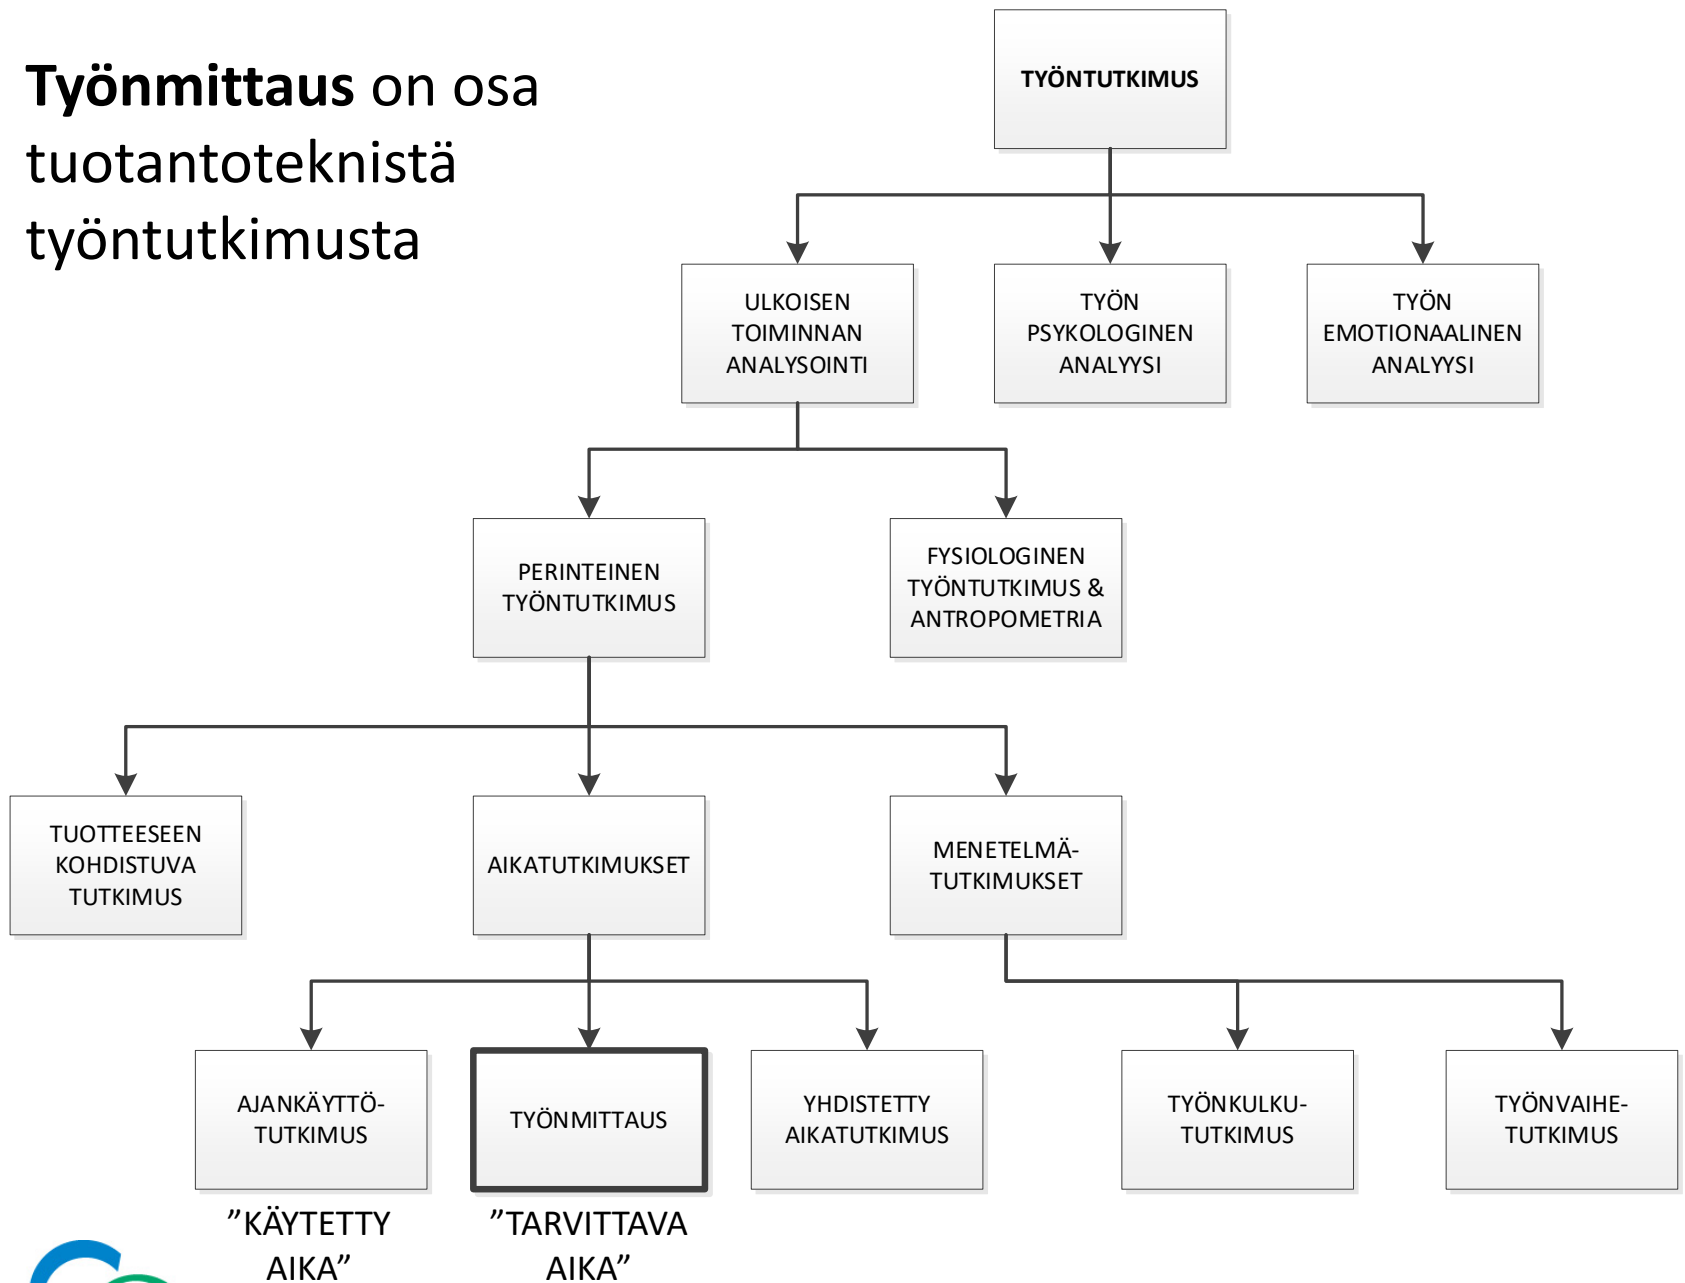 Työnmittaus on osa
tuotantoteknistä
työntutkimusta
TYÖNTUTKIMUS
ULKOISEN
TOIMINNAN
ANALYSOINTI
TYÖN
PSYKOLOGINEN
ANALYYSI
TYÖN
EMOTIONAALINEN
ANALYYSI
PERINTEINEN
TYÖNTUTKIMUS
FYSIOLOGINEN
TYÖNTUTKIMUS &
ANTROPOMETRIA
TUOTTEESEEN
KOHDISTUVA
TUTKIMUS
AIKATUTKIMUKSET
MENETELMÄ-
TUTKIMUKSET
AJANKÄYTTÖ-
TUTKIMUS
TYÖNMITTAUS
YHDISTETTY
AIKATUTKIMUS
TYÖNKULKU-
TUTKIMUS
TYÖNVAIHE-
TUTKIMUS
”KÄYTETTY
AIKA”
”TARVITTAVA
AIKA”